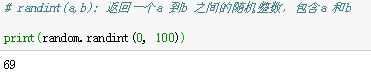 # randint(a,b): 返回一个a 到b 之间的随机整数，包含a 和b
print(random.randint(0, 100))
69